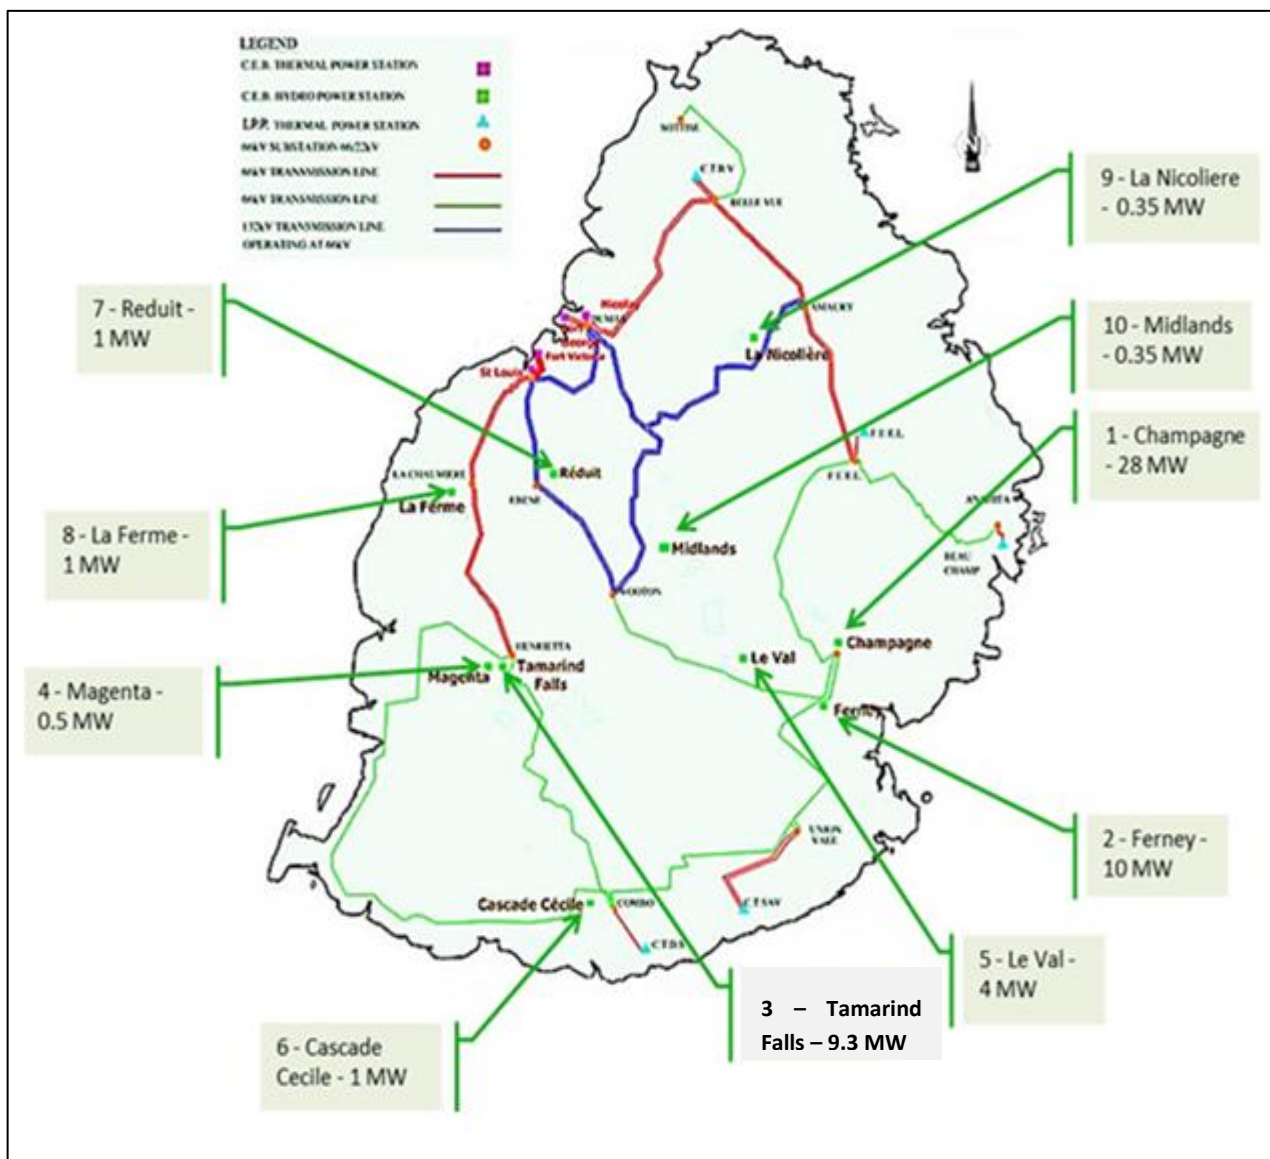 LEGEND
C.E.B. THERMAL POWER STATION
C.E.B. HYDRO POWER STATION
I.P.P. THERMAL POWER STATION
66kV SUBSTATION 66/22kV
66kV TRANSMISSION LINE
66kV TRANSMISSION LINE
132kV TRANSMISSION LINE
OPERATING AT 66kV
9 - La Nicoliere
- 0.35 MW
7 - Reduit -
1 MW
10 - Midlands
- 0.35 MW
1 - Champagne
- 28 MW
8 - La Ferme -
1 MW
4 - Magenta -
0.5 MW
2 - Ferney -
10 MW
5 - Le Val -
4 MW
3 – Tamarind
Falls – 9.3 MW
6 - Cascade
Cecile - 1 MW
C.T.B.V
BELLE VUE
Nicolay
AMAURY
La Nicolière
George
Fort Victoria
St Louis
F.U.E.L
F.U.E.L
LA CHAUMIERE
La Ferme
Réduit
EBENE
ANAHITA
BEAU
CHAMP
Midlands
WOOTON
Champagne
HENRIETTA
Magenta
Tamarind
Falls
Le Val
Ferney
UNION
VALE
Cascade Cécile
COMBO
C.T.SAV
C.T.D.S